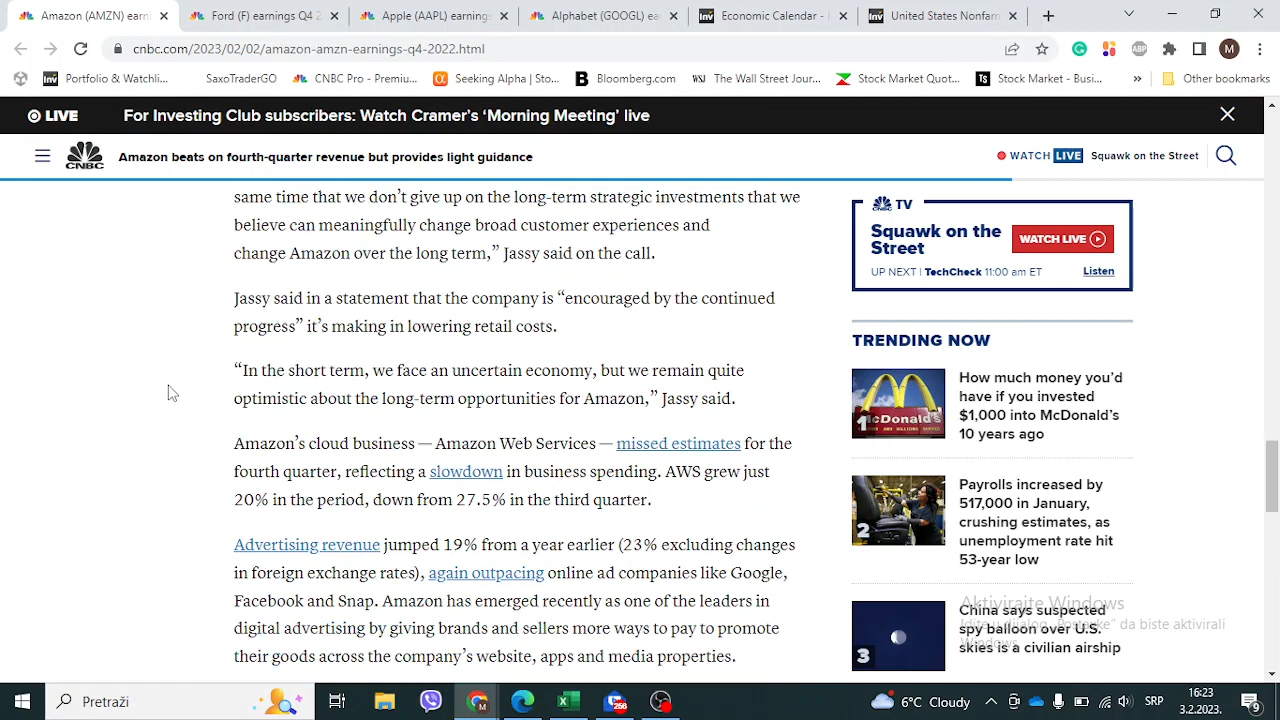 Amazon (AMZN) earn
Ford (F) earnings Q4 2
Apple (AAPL) earnings
Alphabet (GOOGL) ea
Economic Calendar - I
United States Nonfarm
cnbc.com/2023/02/02/amazon-amzn-earnings-q4-2022.html
ABP
M
Inv
Portfolio & Watchli...
SaxoTraderGO
CNBC Pro - Premiu...
Seeking Alpha | Sto...
B
Bloomberg.com
WSJ
The Wall Street Jour...
Stock Market Quot...
Ts
Stock Market - Busi...
»
Other bookmarks
LIVE
For Investing Club subscribers: Watch Cramer's ‘Morning Meeting’ live
CNBC
Amazon beats on fourth-quarter revenue but provides light guidance
WATCH LIVE
Squawk on the Street
same time that we don’t give up on the long-term strategic investments that we
believe can meaningfully change broad customer experiences and
change Amazon over the long term,” Jassy said on the call.
Jassy said in a statement that the company is “encouraged by the continued
progress” it’s making in lowering retail costs.
“In the short term, we face an uncertain economy, but we remain quite
optimistic about the long-term opportunities for Amazon,” Jassy said.
Amazon’s cloud business — Amazon Web Services — missed estimates for the
fourth quarter, reflecting a slowdown in business spending. AWS grew just
20% in the period, down from 27.5% in the third quarter.
Advertising revenue jumped 19% from a year earlier (23% excluding changes
in foreign exchange rates), again outpacing online ad companies like Google,
Facebook and Snap. Amazon has emerged recently as one of the leaders in
digital advertising by giving brands and sellers more ways to pay to promote
their goods across the company’s website, apps and media properties.
TV
Squawk on the
Street
WATCH LIVE
UP NEXT | TechCheck 11:00 am ET
Listen
TRENDING NOW
1
McDonald's
How much money you’d
have if you invested
$1,000 into McDonald’s
10 years ago
2
Payrolls increased by
517,000 in January,
crushing estimates, as
unemployment rate hit
53-year low
3
China says suspected
spy balloon over U.S.
skies is a civilian airship
Aktivirajte Windows
Idite u dijalog „Postavke“ da biste aktivirali
Windows.
Pretraži
M
256
6°C Cloudy
SRP
16:23
3.2.2023.
9